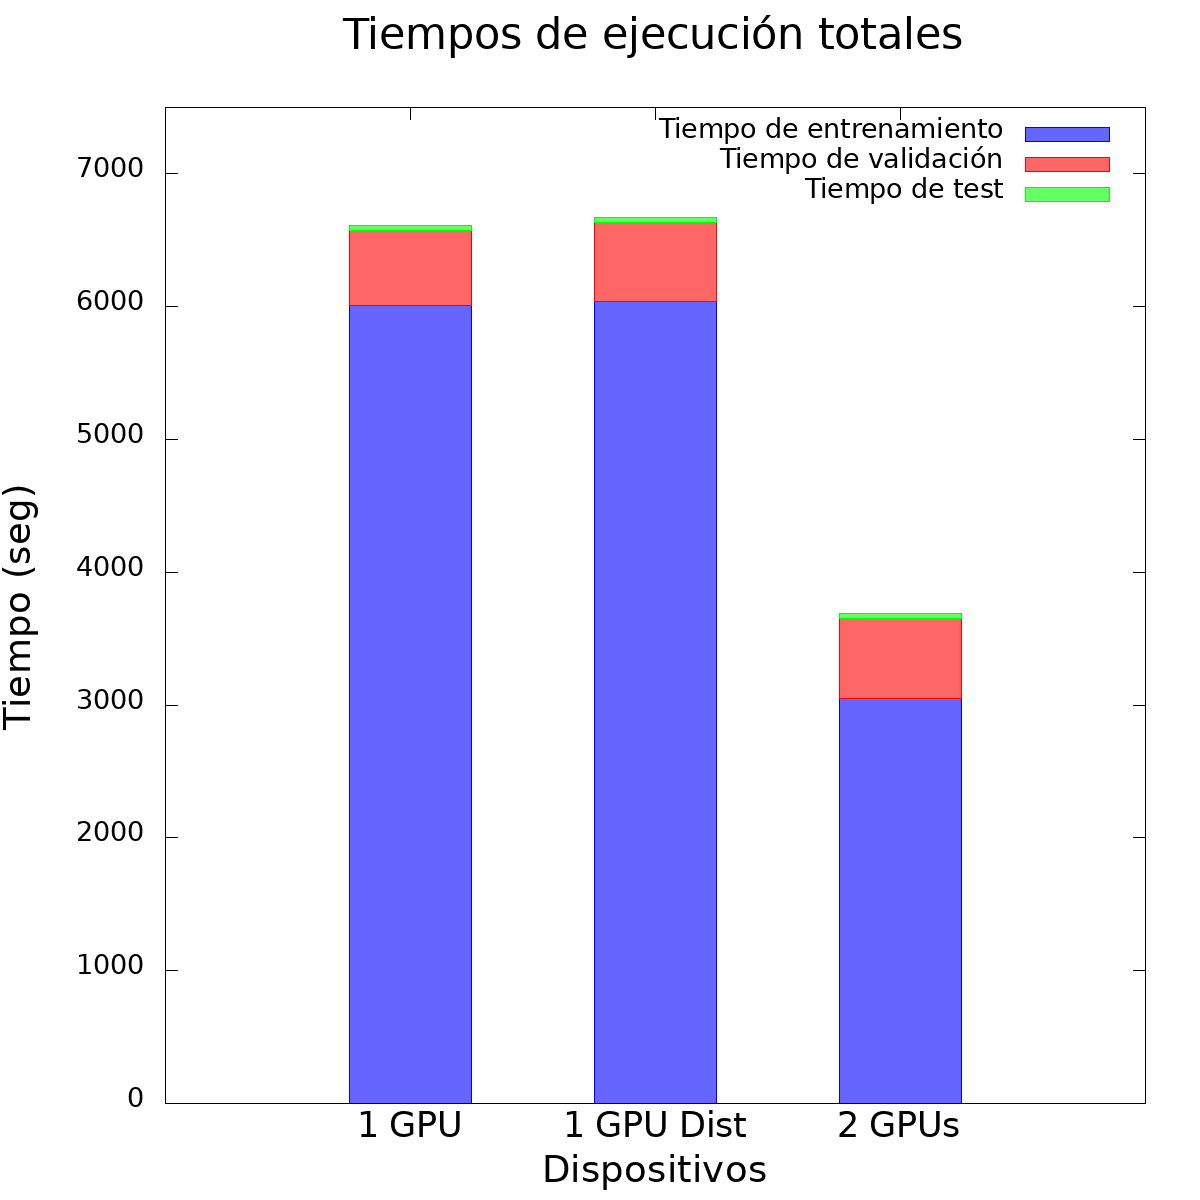 Tiempos de ejecución totales
Tiempo de entrenamiento
Tiempo de validación
Tiempo de test
7000
6000
5000
4000
3000
2000
1000
0
Tiempo (seg)
1 GPU
1 GPU Dist
2 GPUs
Dispositivos